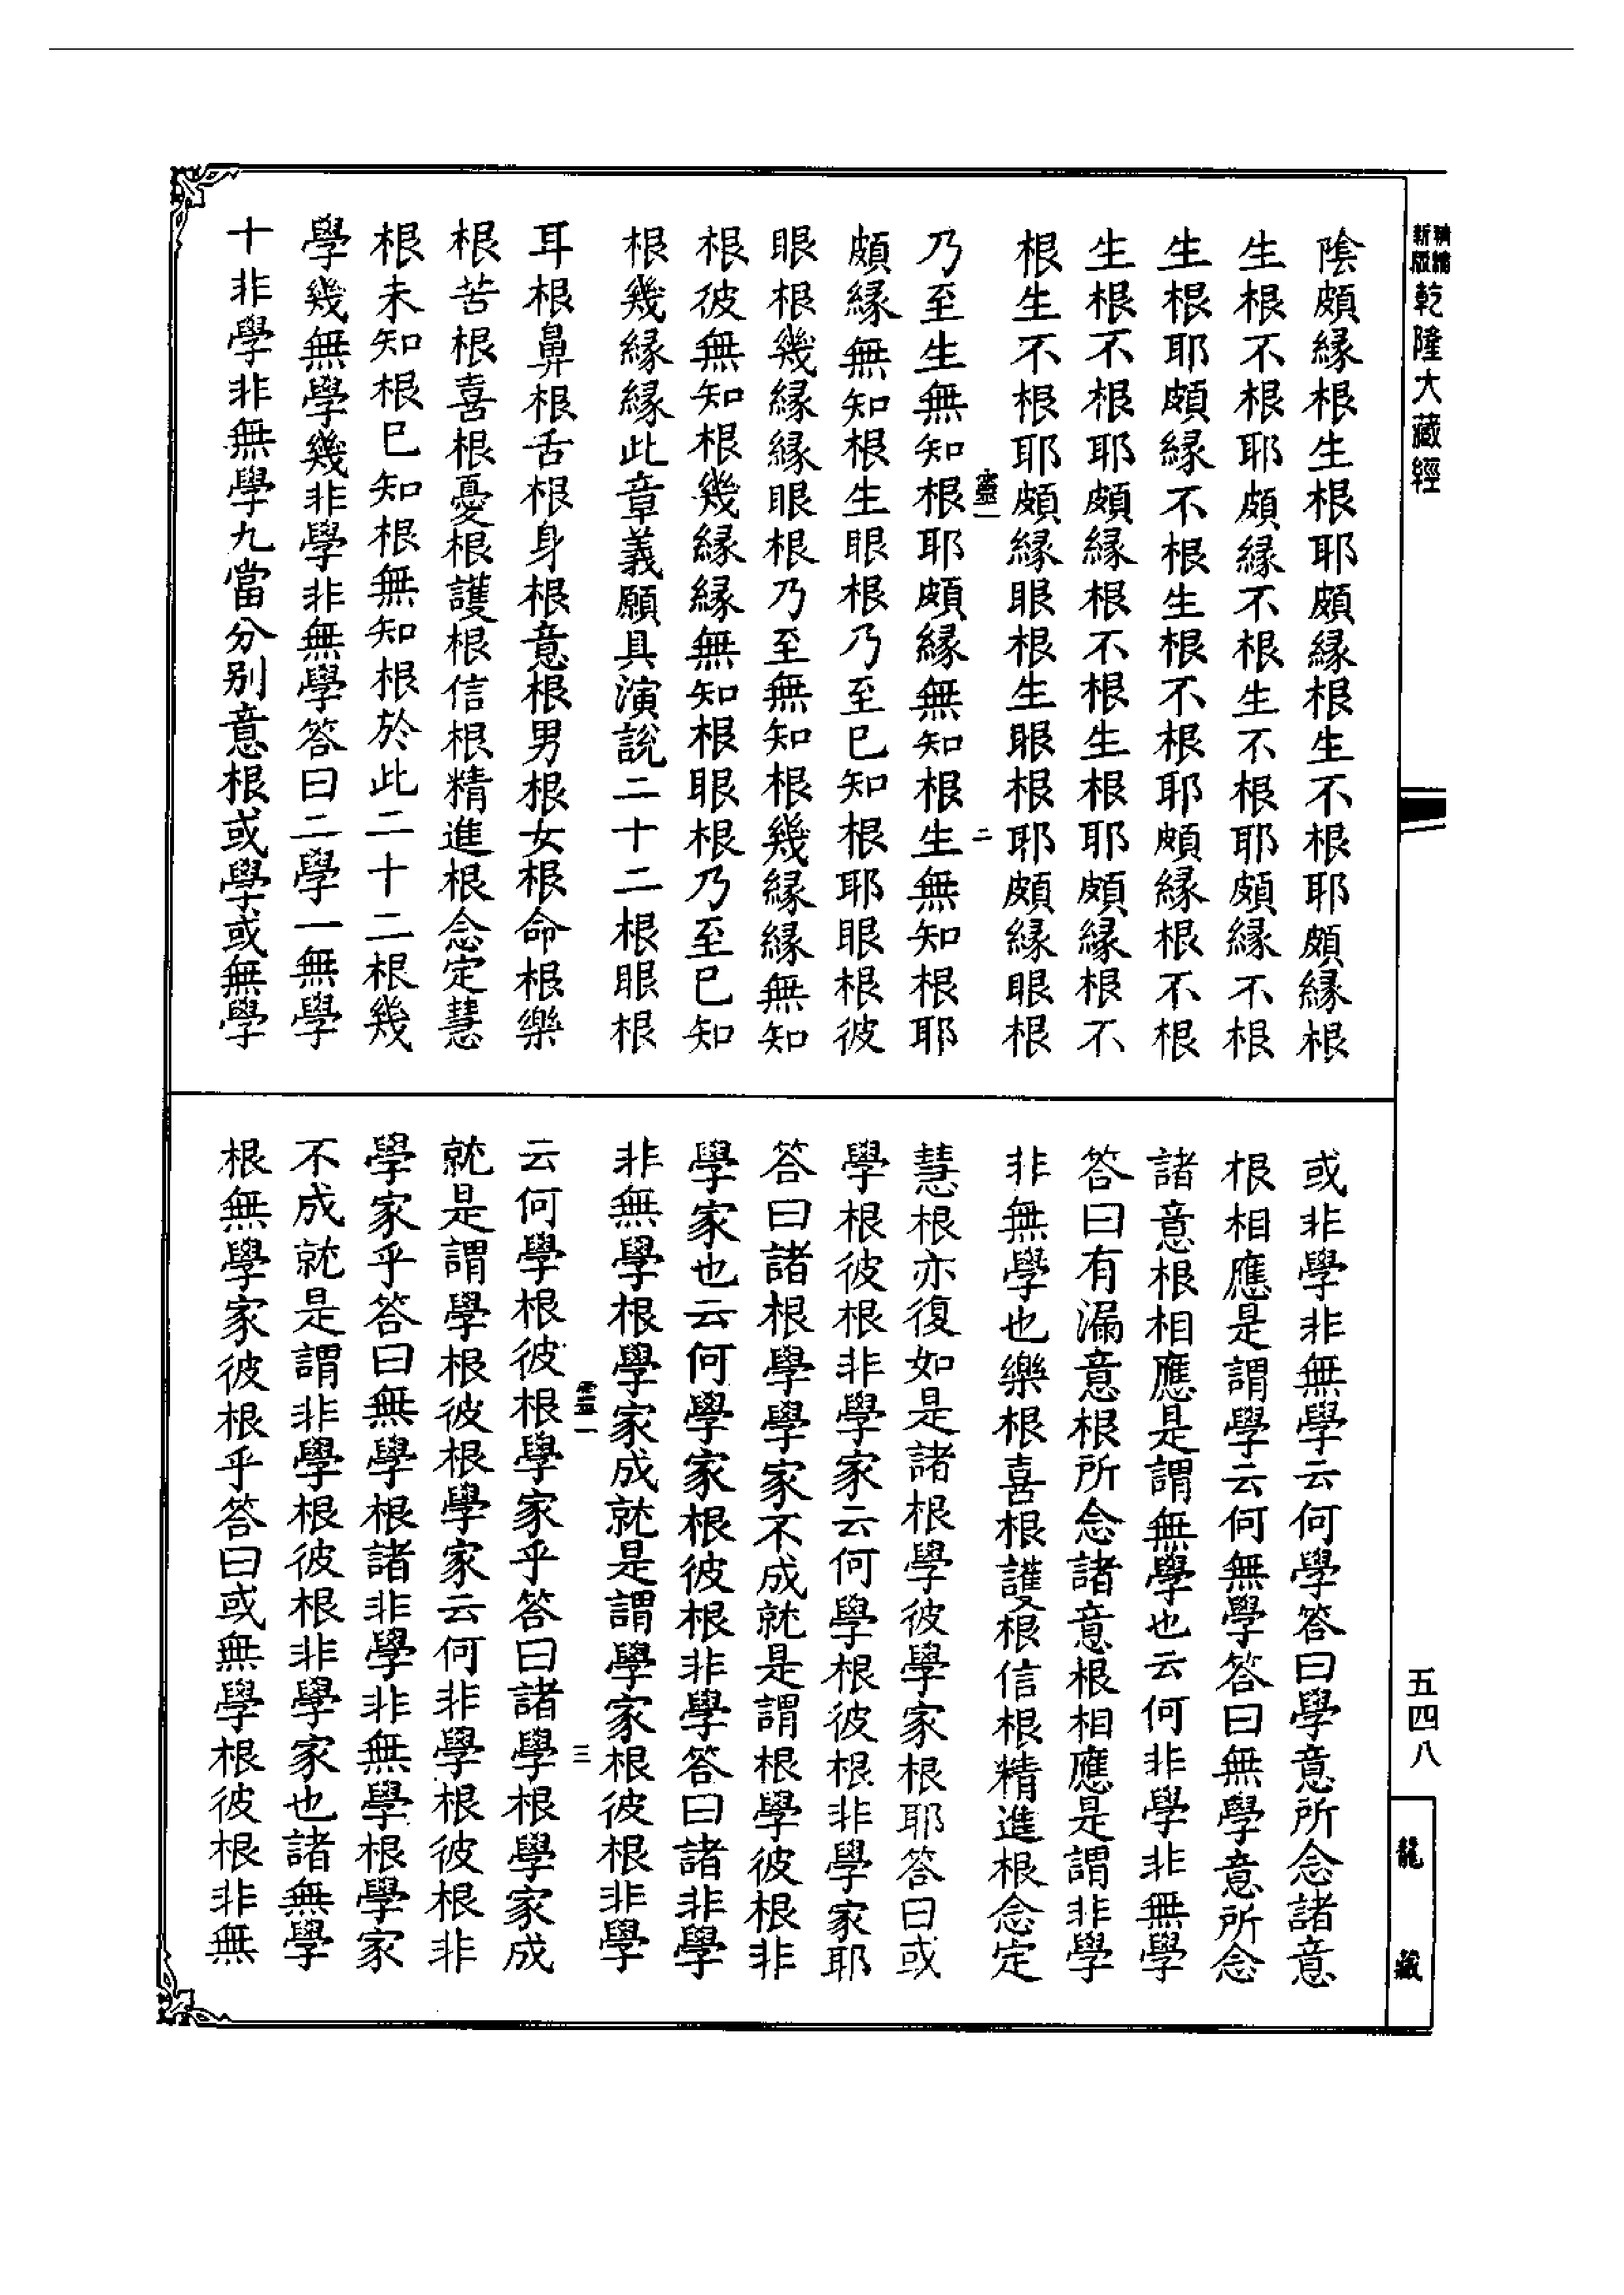 精縮新版乾隆大藏經
陰頗緣根生根耶頗緣根生不根耶頗緣根
生根不根耶頗緣不根生不根耶頗緣不根
生根耶頗緣不根生根不根耶頗緣根不根
生根不根耶頗緣根不根生根耶頗緣根不
根生不根耶頗緣眼根生眼根耶頗緣眼根
二
乃至生無知根耶頗緣無知根生無知根耶
頗緣無知根生眼根乃至已知根耶眼根彼
眼根幾緣緣眼根乃至無知根幾緣緣無知
根彼無知根幾緣緣無知根眼根乃至已知
根幾緣緣此章義願具演說二十二根眼根
耳根鼻根舌根身根意根男根女根命根樂
根苦根喜根憂根護根信根精進根念定慧
根未知根已知根無知根於此二十二根幾
學幾無學幾非學非無學答曰二學一無學
十非學非無學九當分別意根或學或無學
或非學非無學云何學答曰學意所念諸意
根相應是謂學云何無學答曰無學意所念
諸意根相應是謂無學也云何非學非無學
答曰有漏意根所念諸意根相應是謂非學
非無學也樂根喜根護根信根精進根念定
慧根亦復如是諸根學彼學家根耶答曰或
學根彼根非學家云何學根彼根非學家耶
答曰諸根學學家不成就是謂根學彼根非
學家也云何學家根彼根非學答曰諸非學
非無學根學家成就是謂學家根彼根非學
三
云何學根彼根學家乎答曰諸學根學家成
就是謂學根彼根學家云何非學根彼根非
學家乎答曰無學根諸非學非無學根學家
不成就是謂非學根彼根非學家也諸無學
根無學家彼根乎答曰或無學根彼根非無
五四八
龍藏